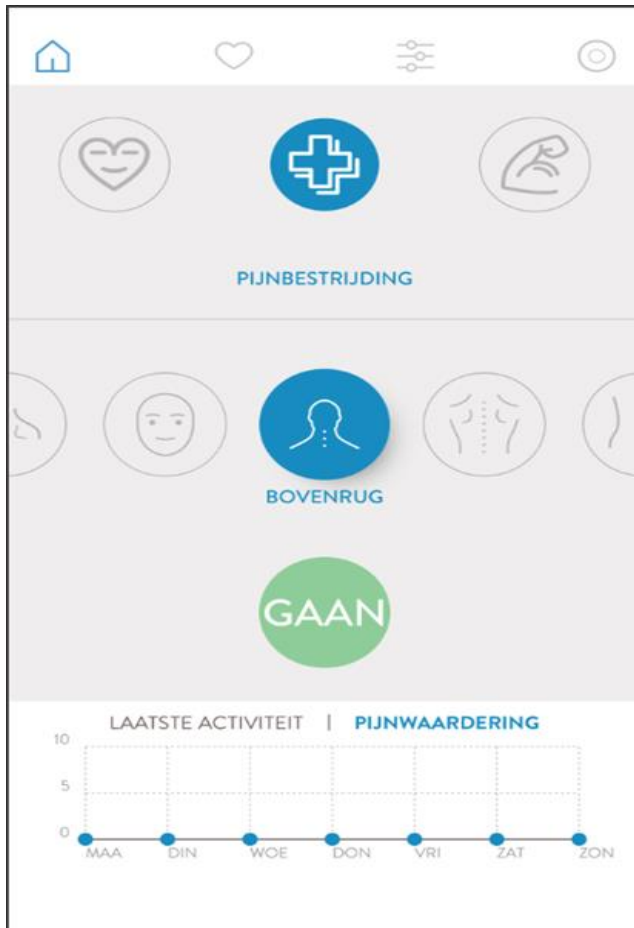 PIJNBESTRIJDING
BOVENRUG
GAAN
LAATSTE ACTIVITEIT | PIJNWAARDERING
10
5
0
MAA DIN WOE DON VRI ZAT ZON